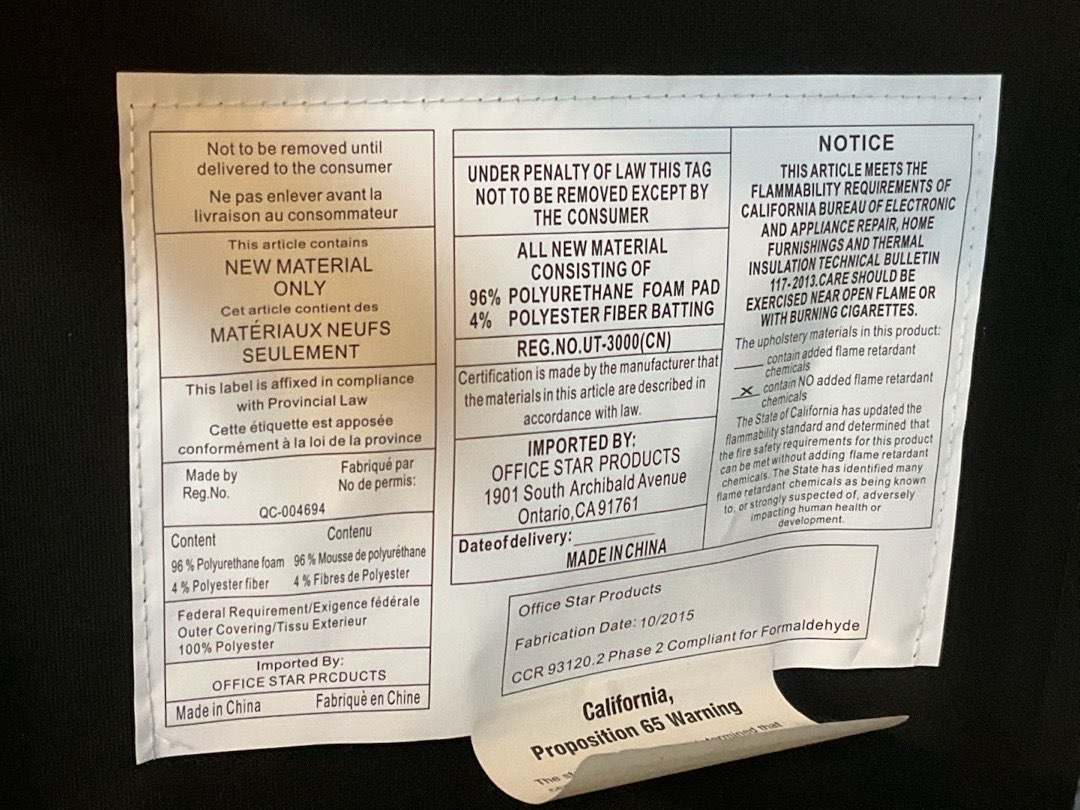 Not to be removed until
delivered to the consumer
Ne pas enlever avant la
livraison au consommateur
This article contains
NEW MATERIAL
ONLY
Cet article contient des
MATÉRIAUX NEUFS
SEULEMENT
This label is affixed in compliance
with Provincial Law
Cette étiquette est apposée
conformément à la loi de la province
Made by Fabriqué par
Reg.No. No de permis:
QC-004694
Content Contenu
96 % Polyurethane foam 96 % Mousse de polyuréthane
4 % Polyester fiber 4 % Fibres de Polyester
Federal Requirement/Exigence fédérale
Outer Covering/Tissu Exterieur
100% Polyester
Imported By:
OFFICE STAR PRCDUCTS
Made in China Fabriquè en Chine
UNDER PENALTY OF LAW THIS TAG
NOT TO BE REMOVED EXCEPT BY
THE CONSUMER
ALL NEW MATERIAL
CONSISTING OF
96% POLYURETHANE FOAM PAD
4% POLYESTER FIBER BATTING
REG.NO.UT-3000(CN)
Certification is made by the manufacturer that
the materials in this article are described in
accordance with law.
IMPORTED BY:
OFFICE STAR PRODUCTS
1901 South Archibald Avenue
Ontario,CA 91761
Date of delivery:
MADE IN CHINA
NOTICE
THIS ARTICLE MEETS THE
FLAMMABILITY REQUIREMENTS OF
CALIFORNIA BUREAU OF ELECTRONIC
AND APPLIANCE REPAIR, HOME
FURNISHINGS AND THERMAL
INSULATION TECHNICAL BULLETIN
117-2013.CARE SHOULD BE
EXERCISED NEAR OPEN FLAME OR
WITH BURNING CIGARETTES.
The upholstery materials in this product:
contain added flame retardant
chemicals
X contain NO added flame retardant
chemicals
The State of California has updated the
flammability standard and determined that
the fire safety requirements for this product
can be met without adding flame retardant
chemicals. The State has identified many
flame retardant chemicals as being known
to, or strongly suspected of, adversely
impacting human health or
development.
Office Star Products
Fabrication Date: 10/2015
CCR 93120.2 Phase 2 Compliant for Formaldehyde
California,
Proposition 65 Warning
The
that